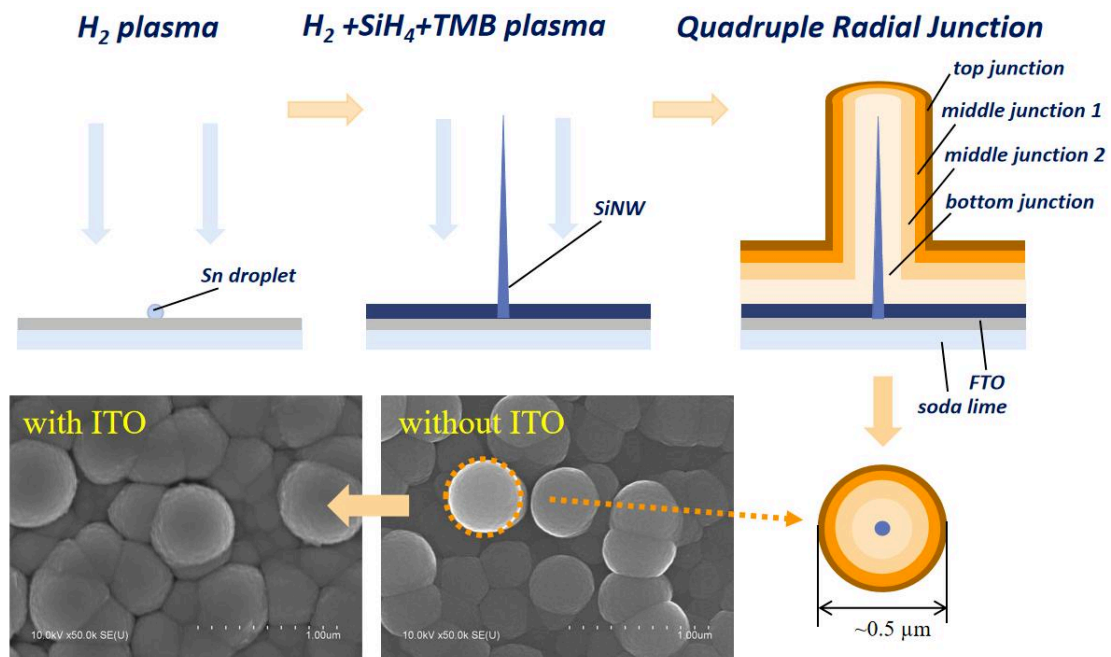 H₂ plasma
H₂ +SiH₄+TMB plasma
Quadruple Radial Junction
top junction
middle junction 1
middle junction 2
bottom junction
SiNW
Sn droplet
FTO
soda lime
with ITO
without ITO
10.0kV x50.0k SE(U)
1.00um
10.0kV x50.0k SE(U)
1.00um
~0.5 µm